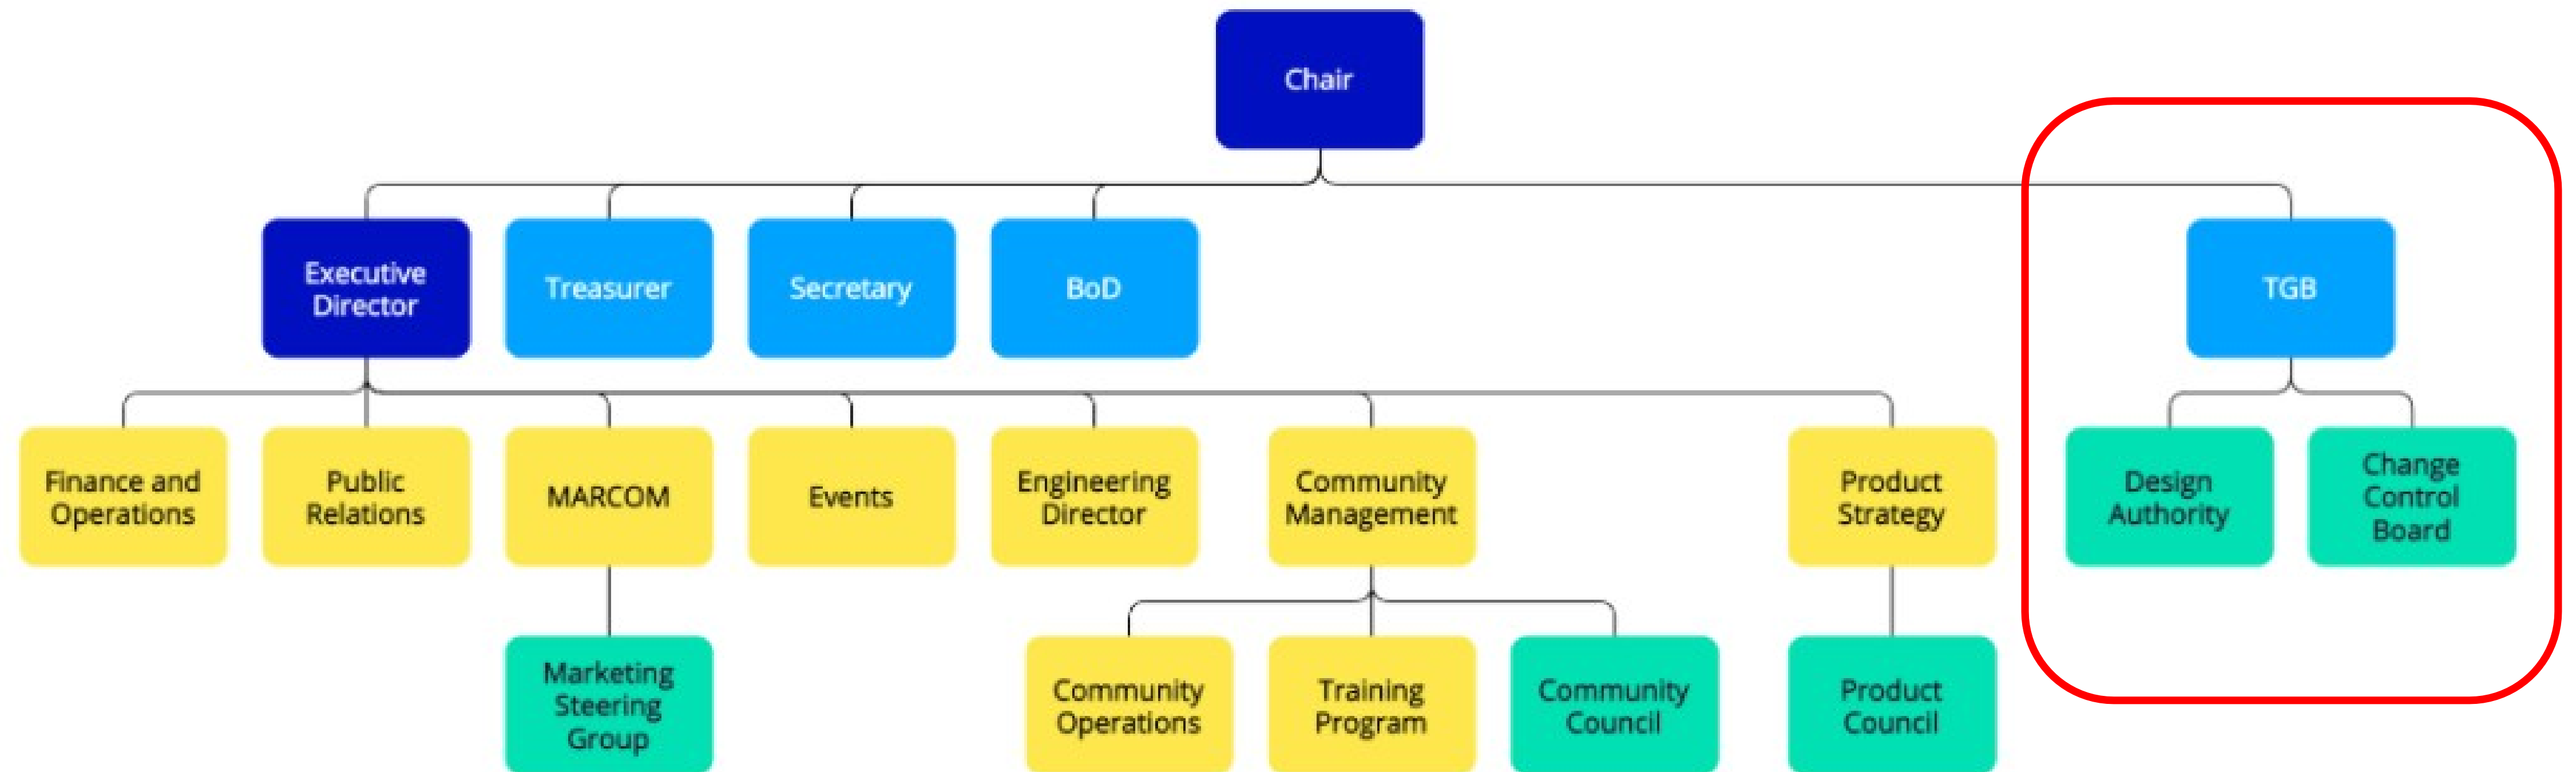 Chair
Executive
Director
Treasurer
Secretary
BoD
TGB
Finance and
Operations
Public
Relations
MARCOM
Events
Engineering
Director
Community
Management
Product
Strategy
Design
Authority
Change
Control
Board
Marketing
Steering
Group
Community
Operations
Training
Program
Community
Council
Product
Council